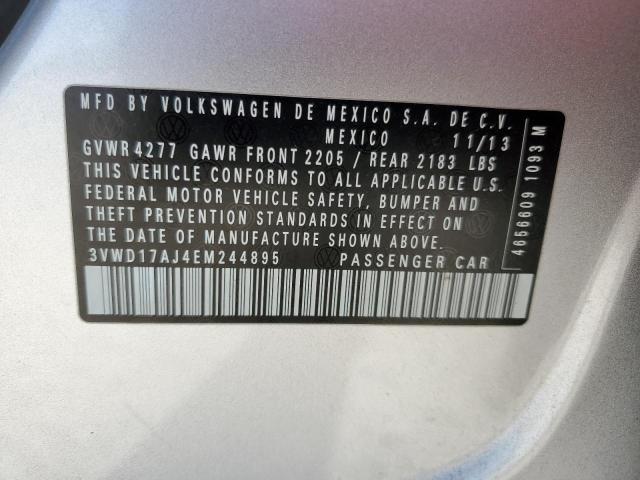 MFD BY VOLKSWAGEN DE MEXICO S.A. DE C.V.
MEXICO 11/13
GVWR 4277 GAWR FRONT 2205 / REAR 2183 LBS
THIS VEHICLE CONFORMS TO ALL APPLICABLE U.S.
FEDERAL MOTOR VEHICLE SAFETY, BUMPER AND
THEFT PREVENTION STANDARDS IN EFFECT ON
THE DATE OF MANUFACTURE SHOWN ABOVE.
3VWD17AJ4EM244895 PASSENGER CAR
4656609 1093 M